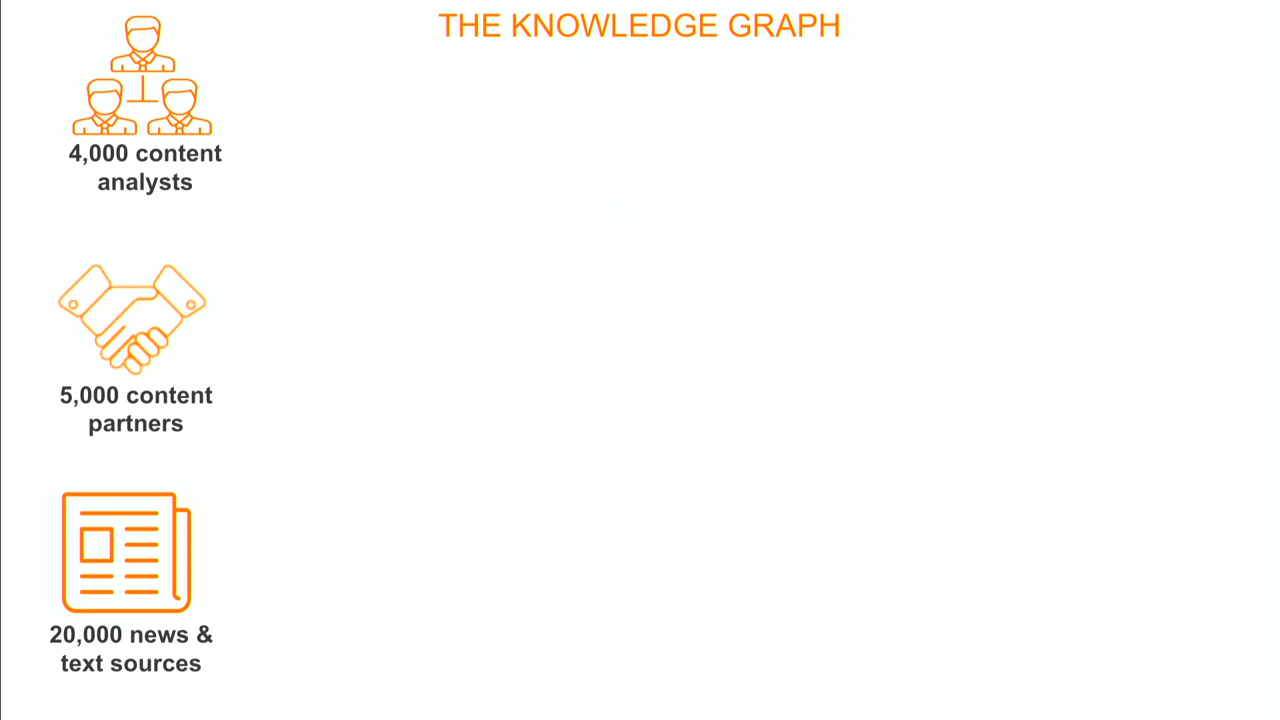 THE KNOWLEDGE GRAPH
4,000 content
analysts
5,000 content
partners
20,000 news &
text sources